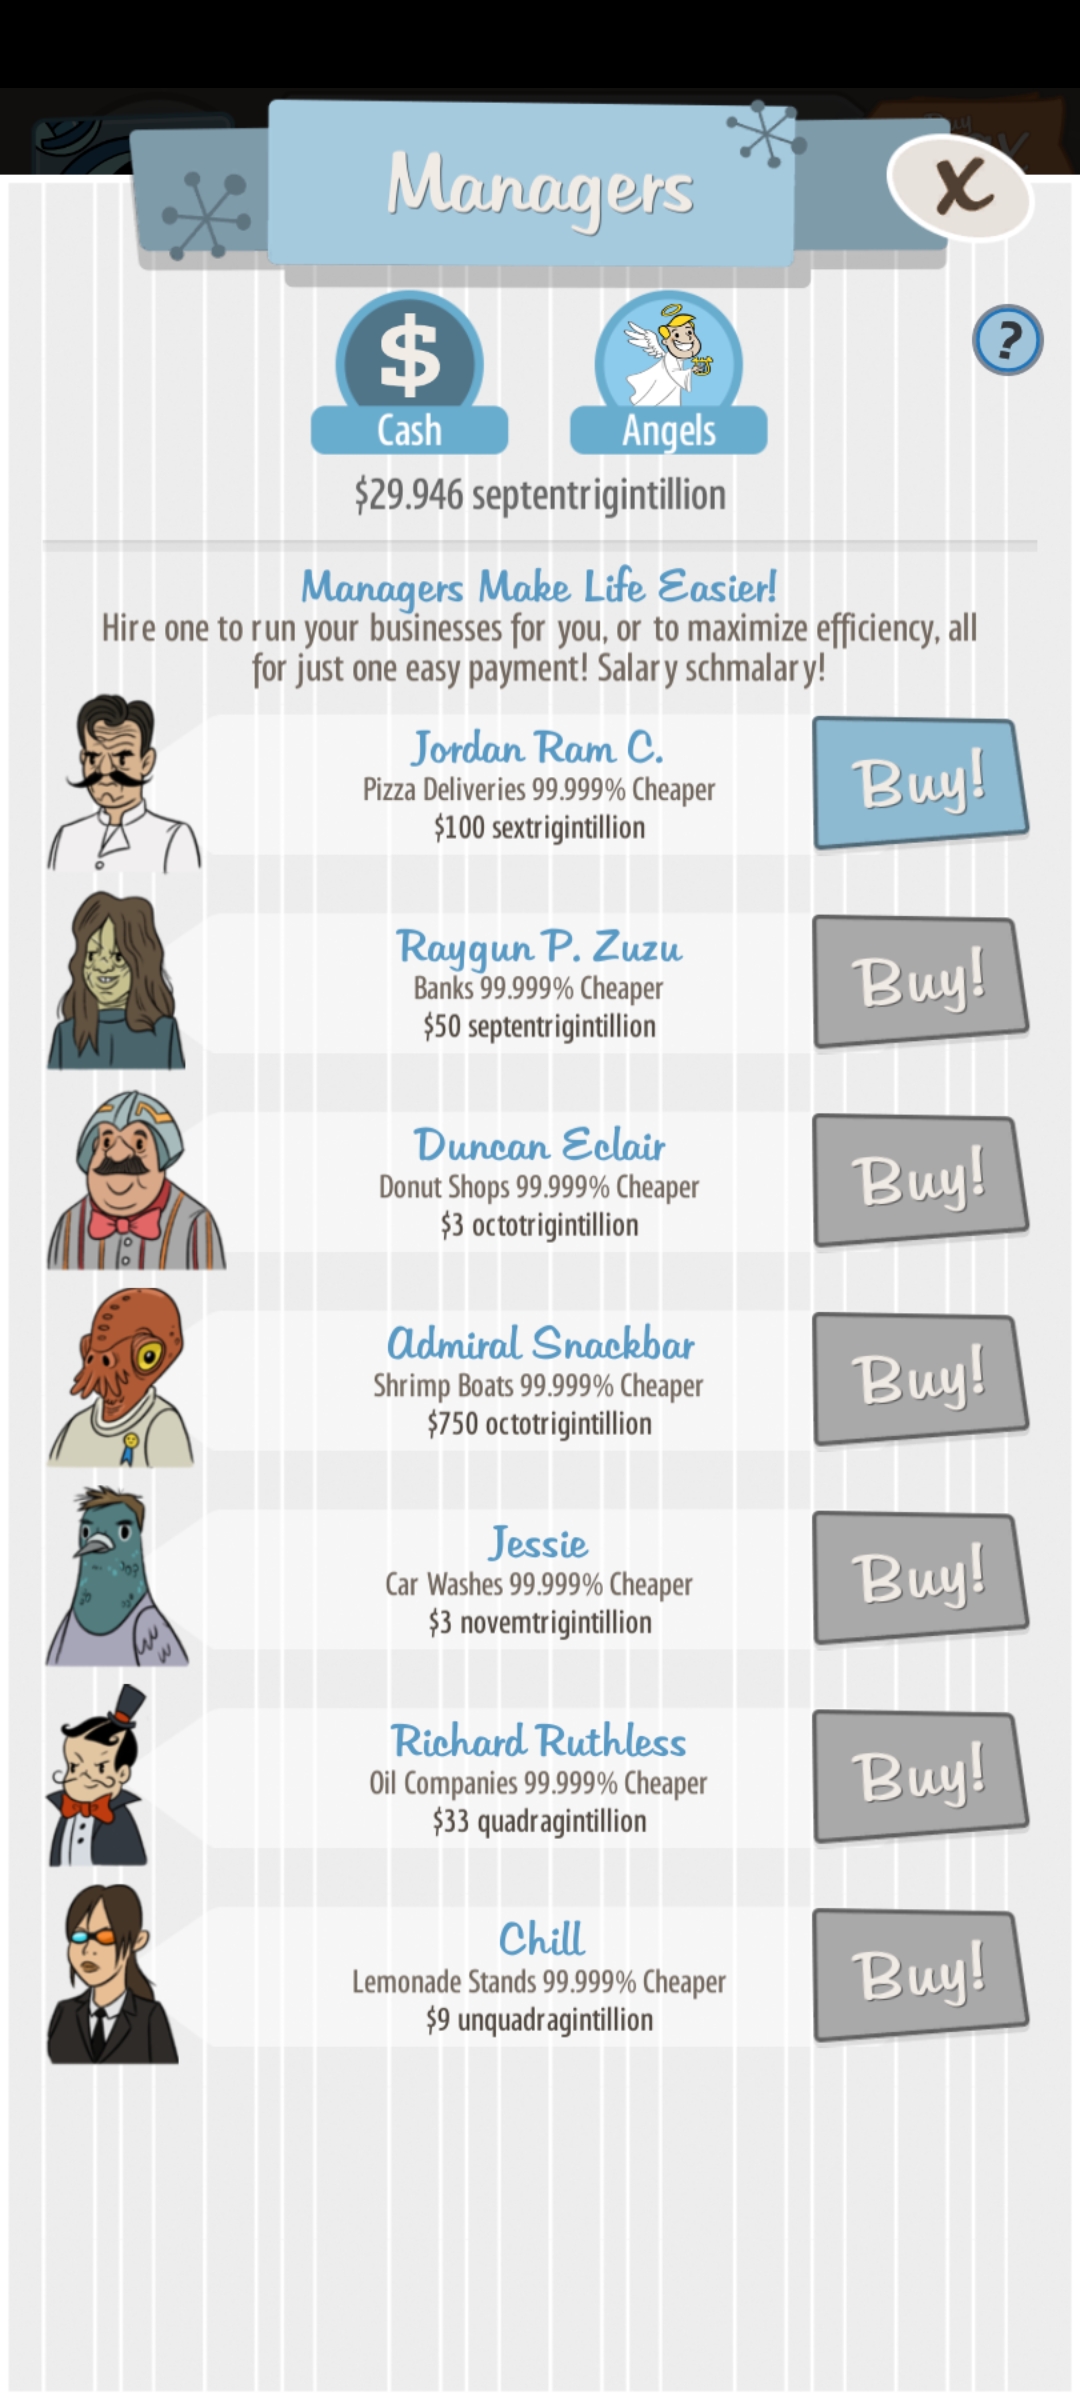 Managers
X
$
?
Cash
Angels
$29.946 septentrigintillion
Managers Make Life Easier!
Hire one to run your businesses for you, or to maximize efficiency, all
for just one easy payment! Salary schmalary!
Jordan Ram C.
Pizza Deliveries 99.999% Cheaper
$100 sextrigintillion
Buy!
Raygun P. Zuzu
Banks 99.999% Cheaper
$50 septentrigintillion
Buy!
Duncan Eclair
Donut Shops 99.999% Cheaper
$3 octotrigintillion
Buy!
Admiral Snackbar
Shrimp Boats 99.999% Cheaper
$750 octotrigintillion
Buy!
Jessie
Car Washes 99.999% Cheaper
$3 novemtrigintillion
Buy!
Richard Ruthless
Oil Companies 99.999% Cheaper
$33 quadragintillion
Buy!
Chill
Lemonade Stands 99.999% Cheaper
$9 unquadragintillion
Buy!